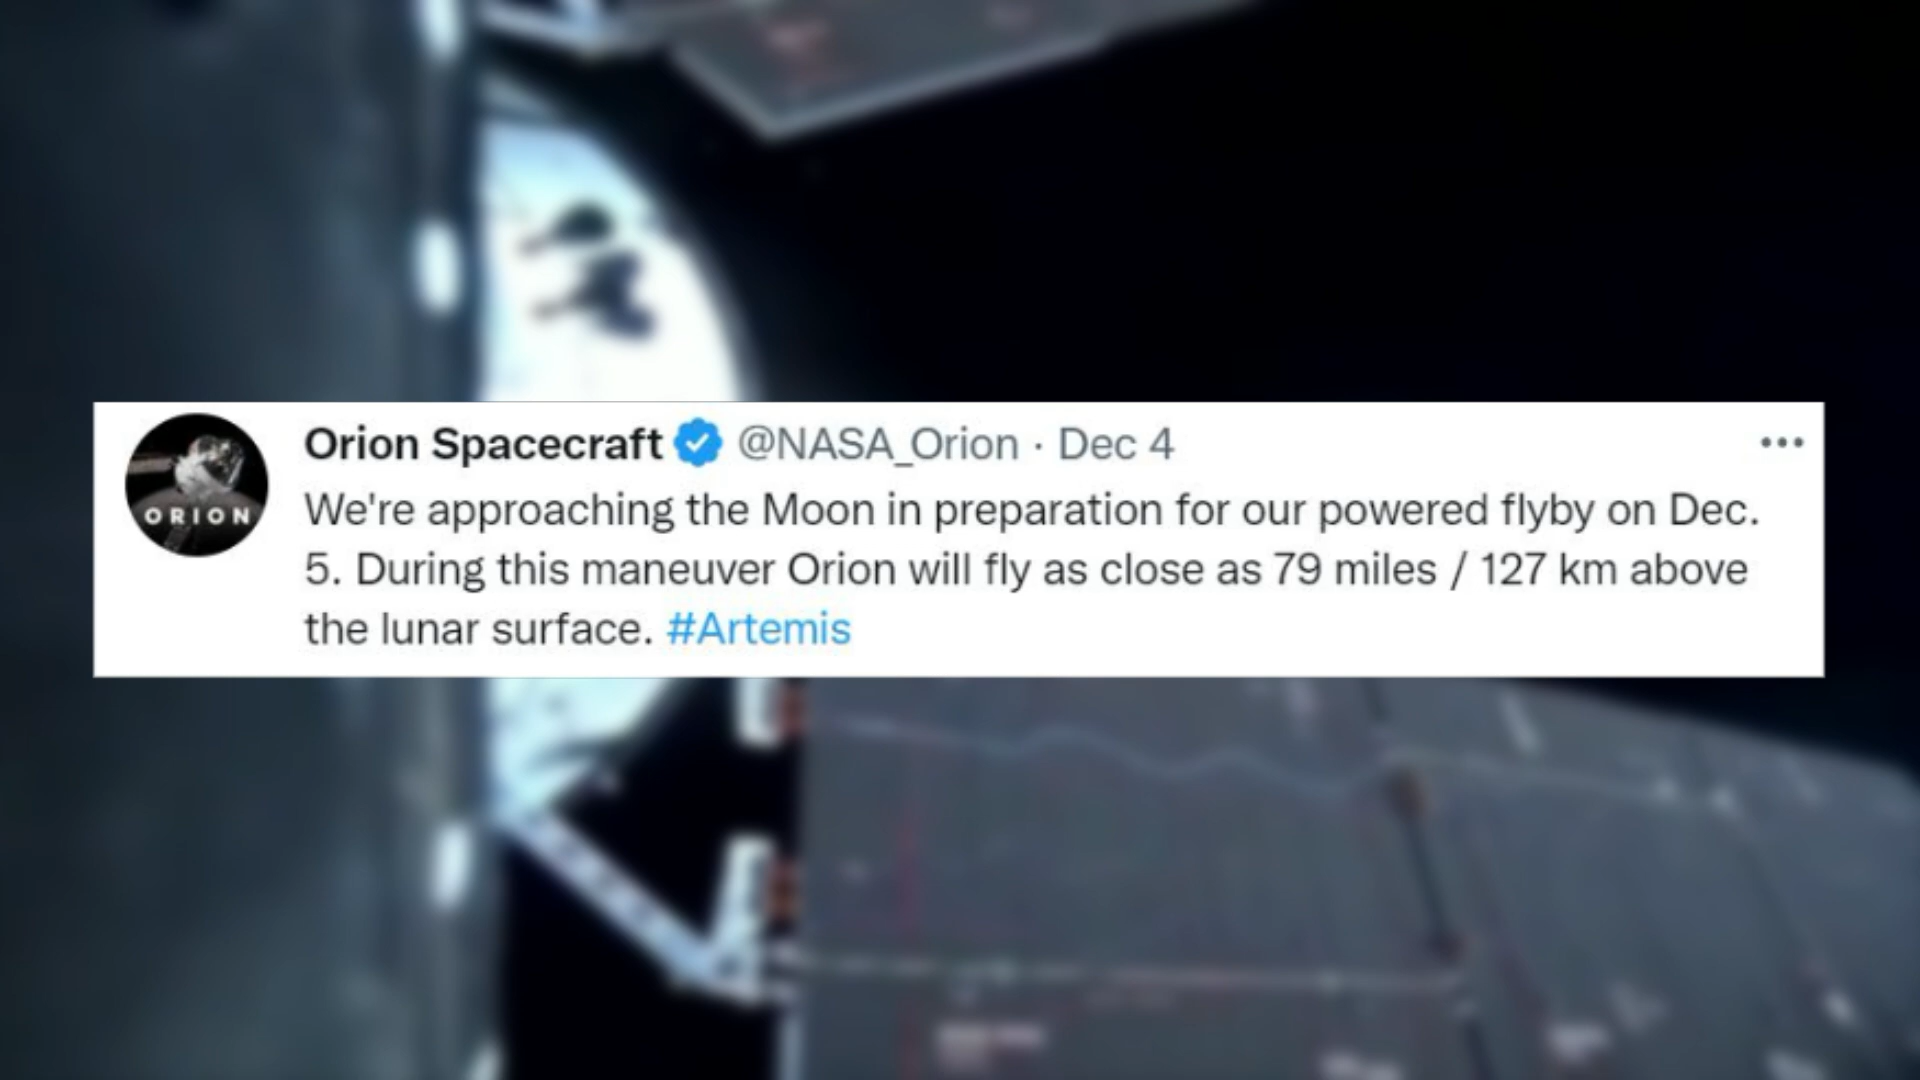 Orion Spacecraft @NASA_Orion · Dec 4
ORION
We're approaching the Moon in preparation for our powered flyby on Dec.
5. During this maneuver Orion will fly as close as 79 miles / 127 km above
the lunar surface. #Artemis